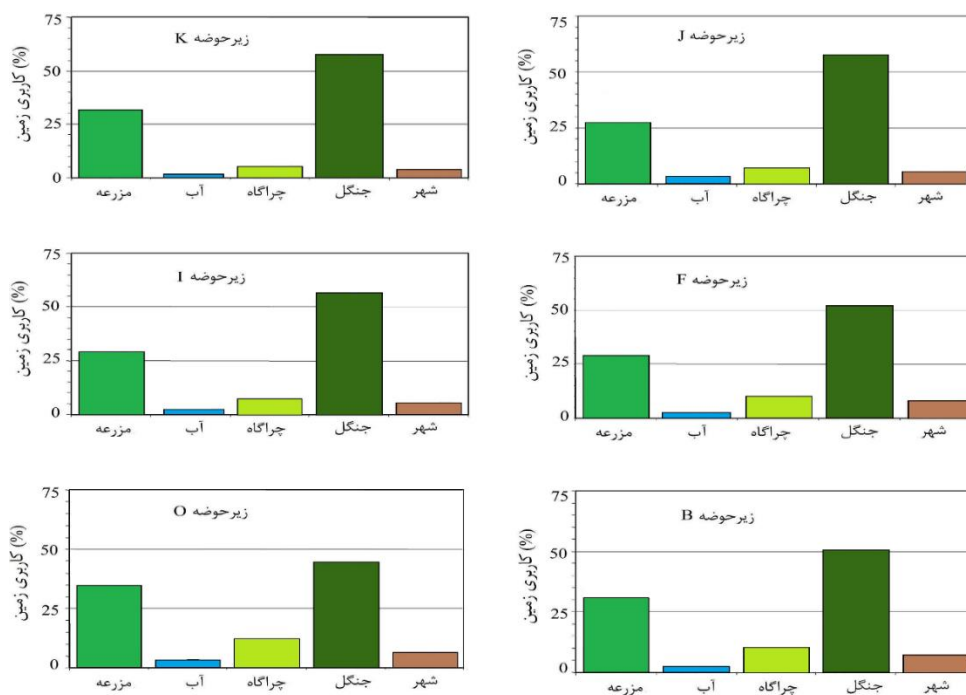 زیرحوضه K
کاربری زمین (%)
75
50
25
0
مزرعه
آب
چراگاه
جنگل
شهر
زیرحوضه J
کاربری زمین (%)
75
50
25
0
مزرعه
آب
چراگاه
جنگل
شهر
زیرحوضه I
کاربری زمین (%)
75
50
25
0
مزرعه
آب
چراگاه
جنگل
شهر
زیرحوضه F
کاربری زمین (%)
75
50
25
0
مزرعه
آب
چراگاه
جنگل
شهر
زیرحوضه O
کاربری زمین (%)
75
50
25
0
مزرعه
آب
چراگاه
جنگل
شهر
زیرحوضه B
کاربری زمین (%)
75
50
25
0
مزرعه
آب
چراگاه
جنگل
شهر